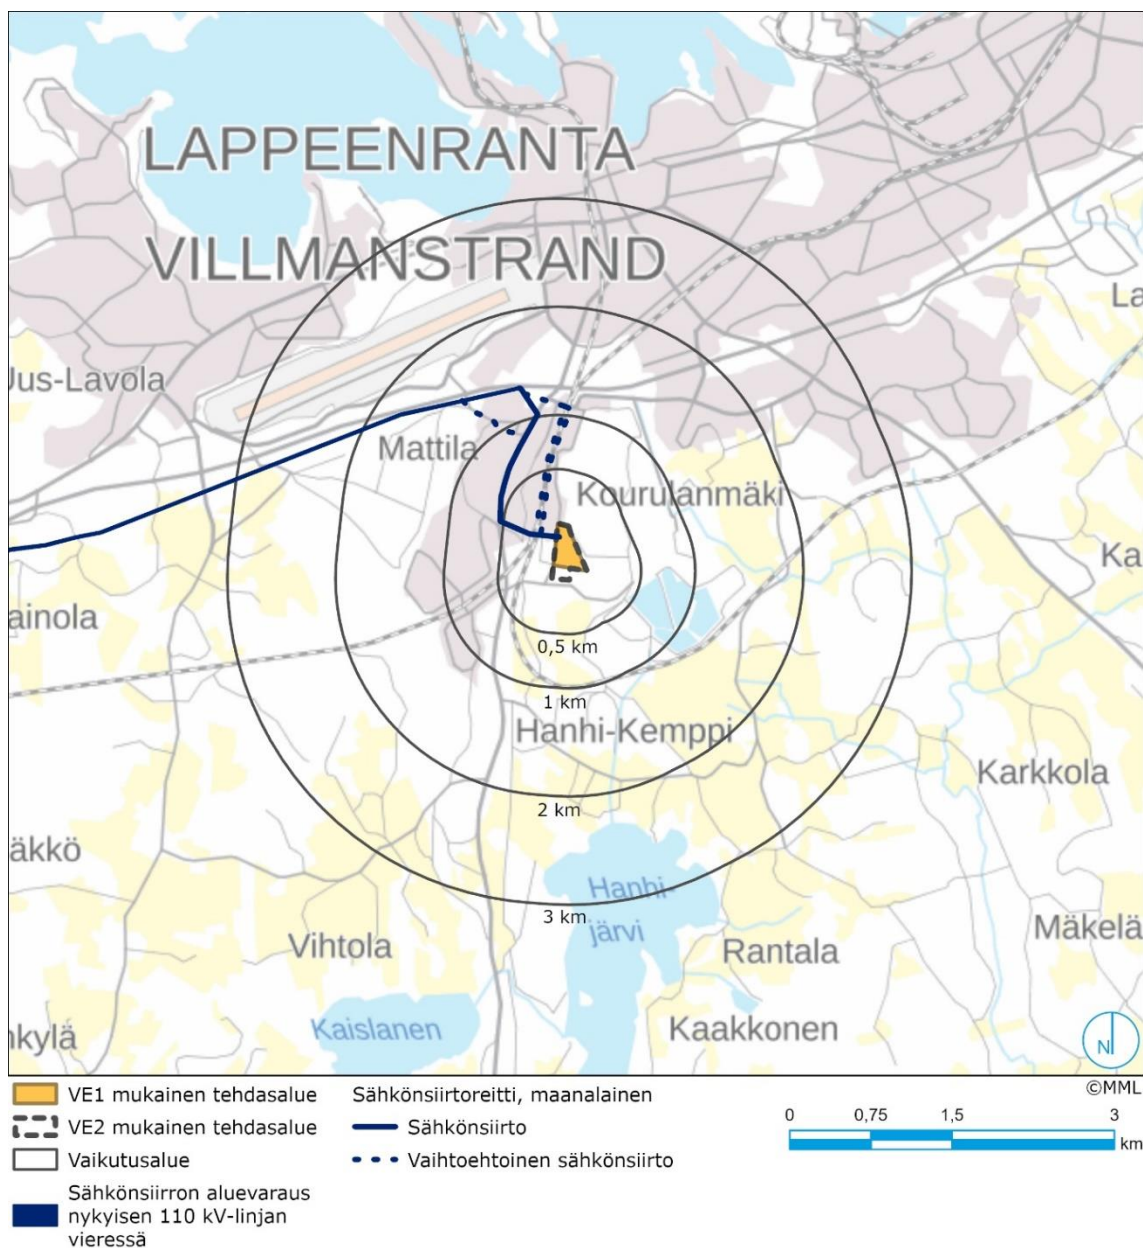 LAPPEENRANTA
VILLMANSTRAND
La
Uus-Lavola
Mattila
Kourulanmäki
Ka
ainola
0,5 km
1 km
Hanhi-Kemppi
Karkkola
2 km
äkkö
Hanhi-
järvi
3 km
Vihtola
Rantala
Mäkelä
Kaislanen
Kaakkonen
nkylä
N
©MML
VE1 mukainen tehdasalue
VE2 mukainen tehdasalue
Vaikutusalue
Sähkönsiirron aluevaraus
nykyisen 110 kV-linjan
vieressä
Sähkönsiirtoreitti, maanalainen
Sähkönsiirto
Vaihtoehtoinen sähkönsiirto
0 0,75 1,5 3
km